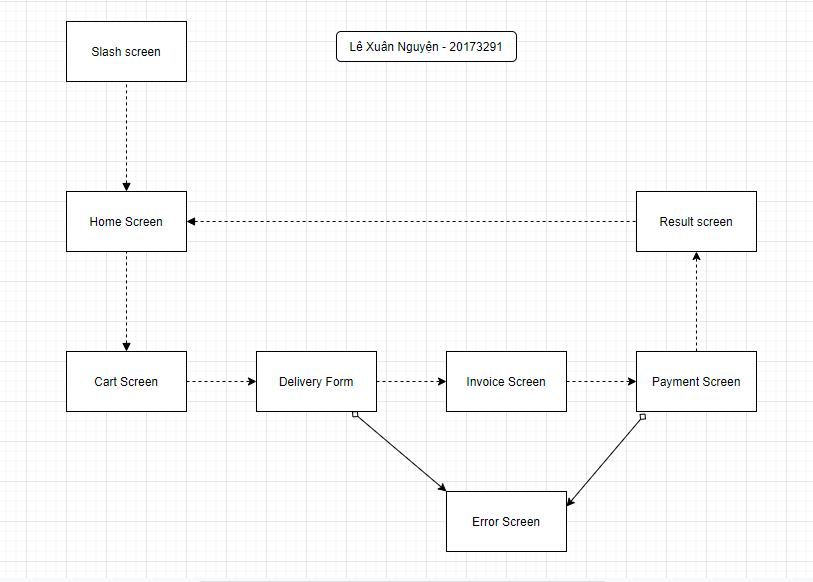 Slash screen
Lê Xuân Nguyện - 20173291
Home Screen
Result screen
Cart Screen
Delivery Form
Invoice Screen
Payment Screen
Error Screen